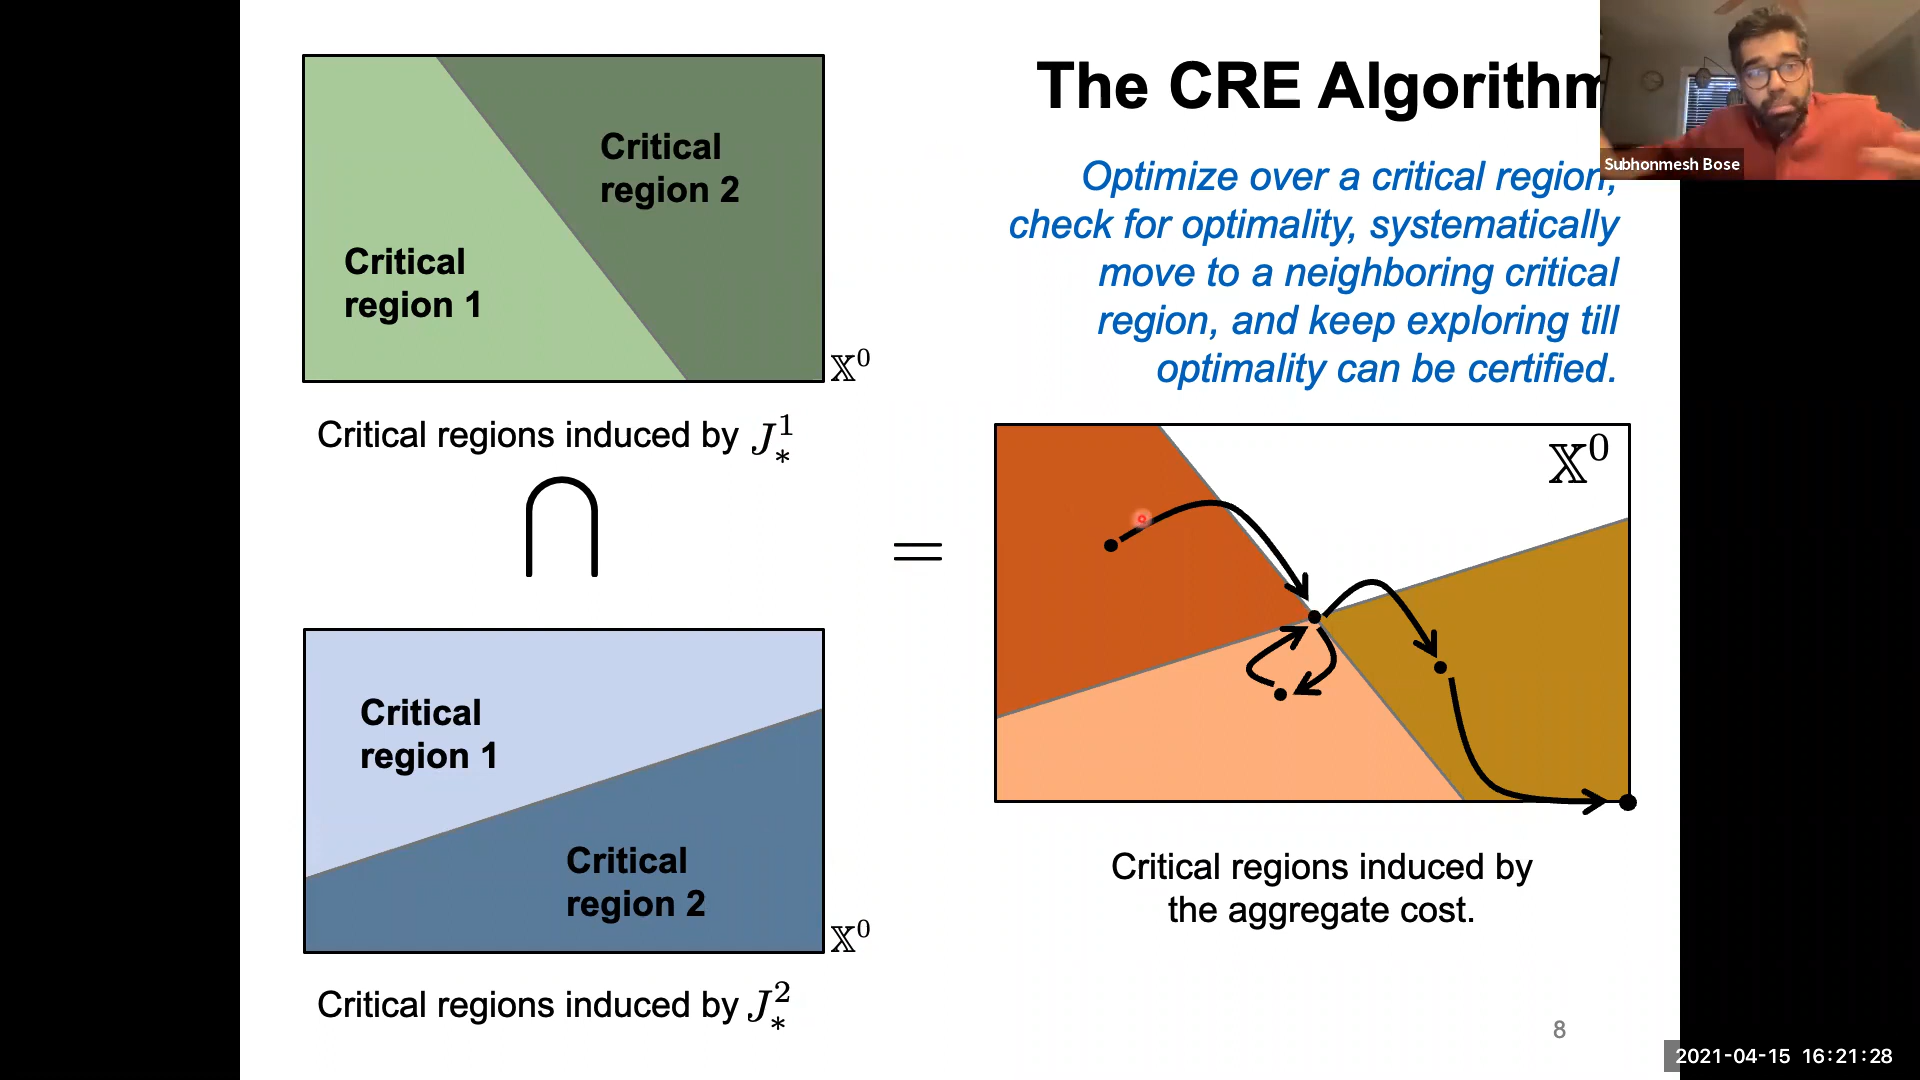 The CRE Algorithm
Subhonmesh Bose
Optimize over a critical region,
check for optimality, systematically
move to a neighboring critical
region, and keep exploring till
optimality can be certified.
Critical
region 2
Critical
region 1
𝕏⁰
Critical regions induced by J¹₊
∩
=
Critical
region 1
Critical
region 2
𝕏⁰
Critical regions induced by J²₊
𝕏⁰
Critical regions induced by
the aggregate cost.
8
2021-04-15 16:21:28